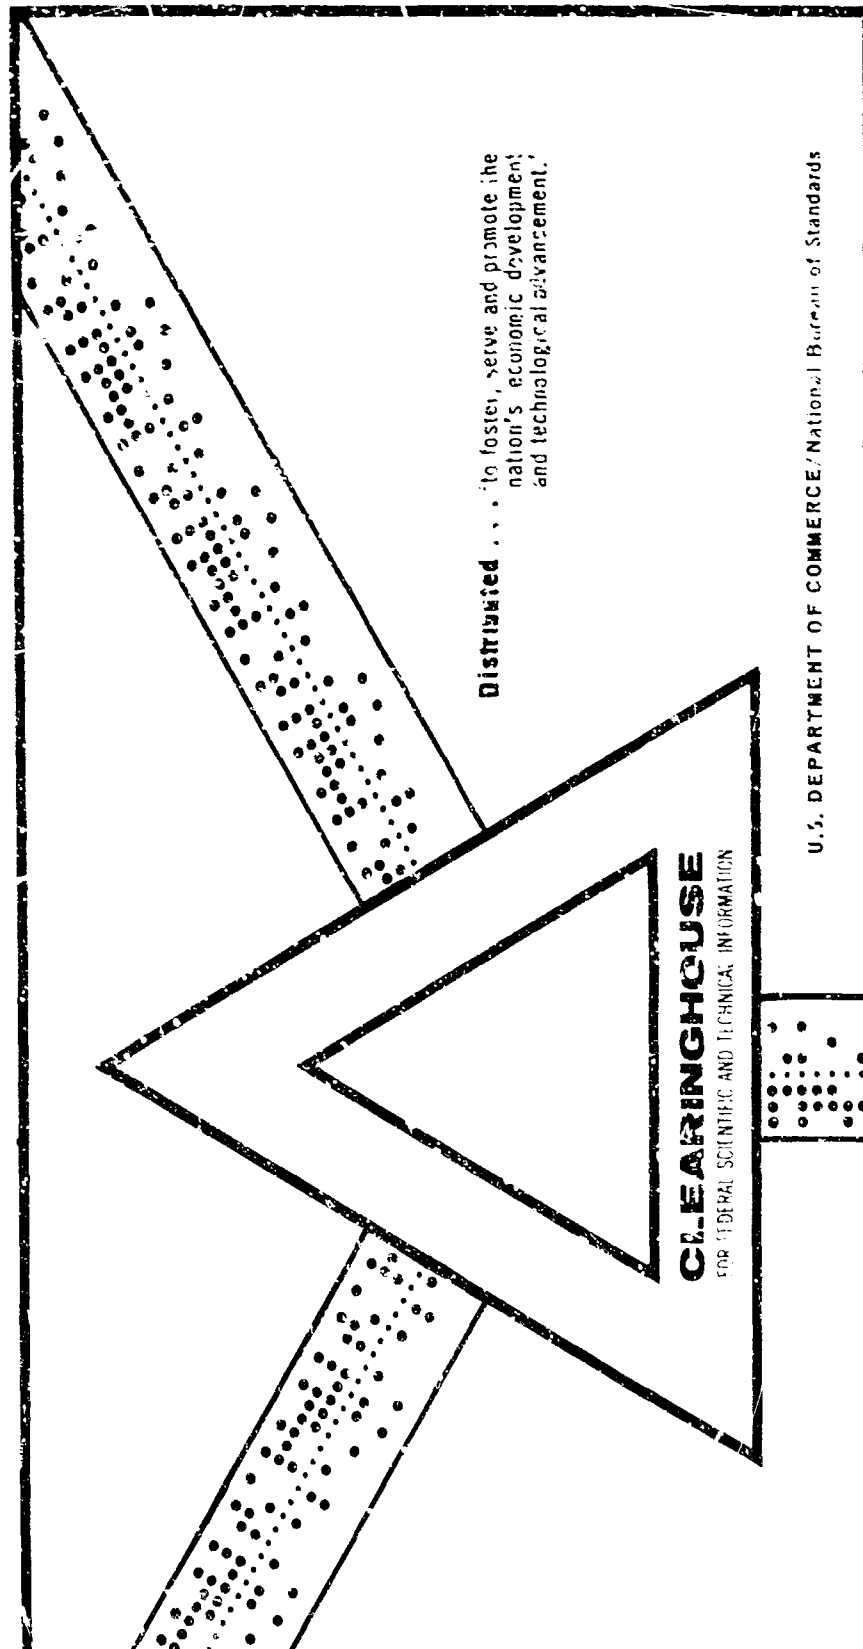 Distributed . . . 'to foster, serve and promote the
nation's economic development
and technological advancement.'
CLEARINGHOUSE
FOR FEDERAL SCIENTIFIC AND TECHNICAL INFORMATION
U.S. DEPARTMENT OF COMMERCE/National Bureau of Standards